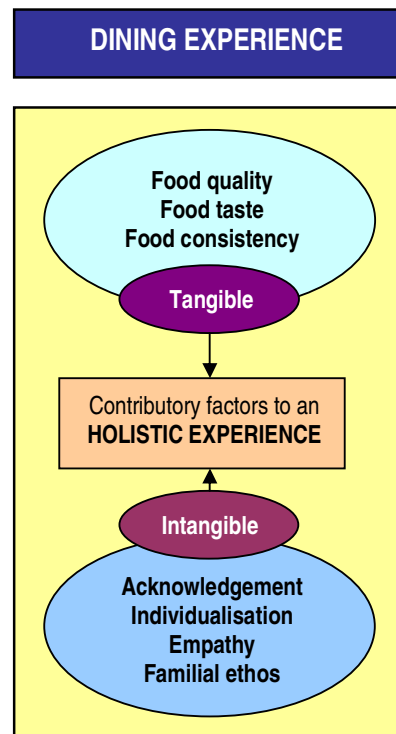 DINING EXPERIENCE
Food quality
Food taste
Food consistency
Tangible
Contributory factors to an
HOLISTIC EXPERIENCE
Intangible
Acknowledgement
Individualisation
Empathy
Familial ethos